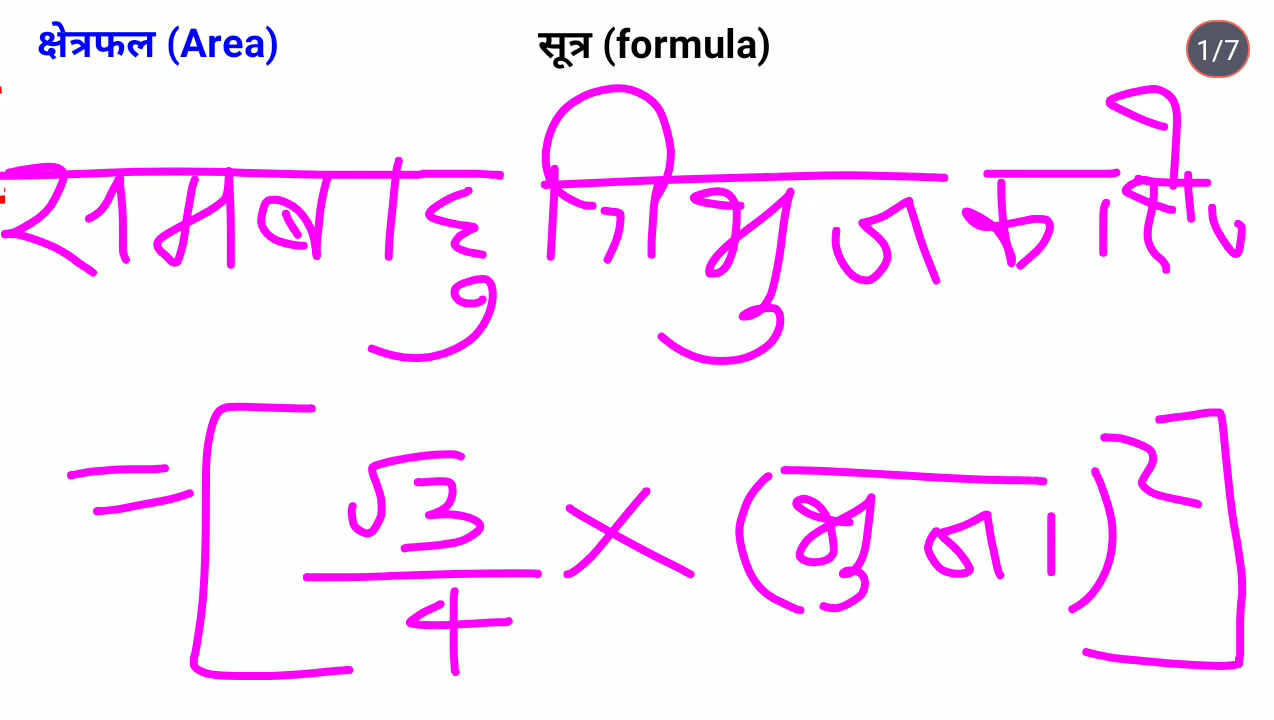 क्षेत्रफल (Area) सूत्र (formula) 1/7
समबाहु त्रिभुज का क्षे०
= [√3/4 × (भुजा)²]